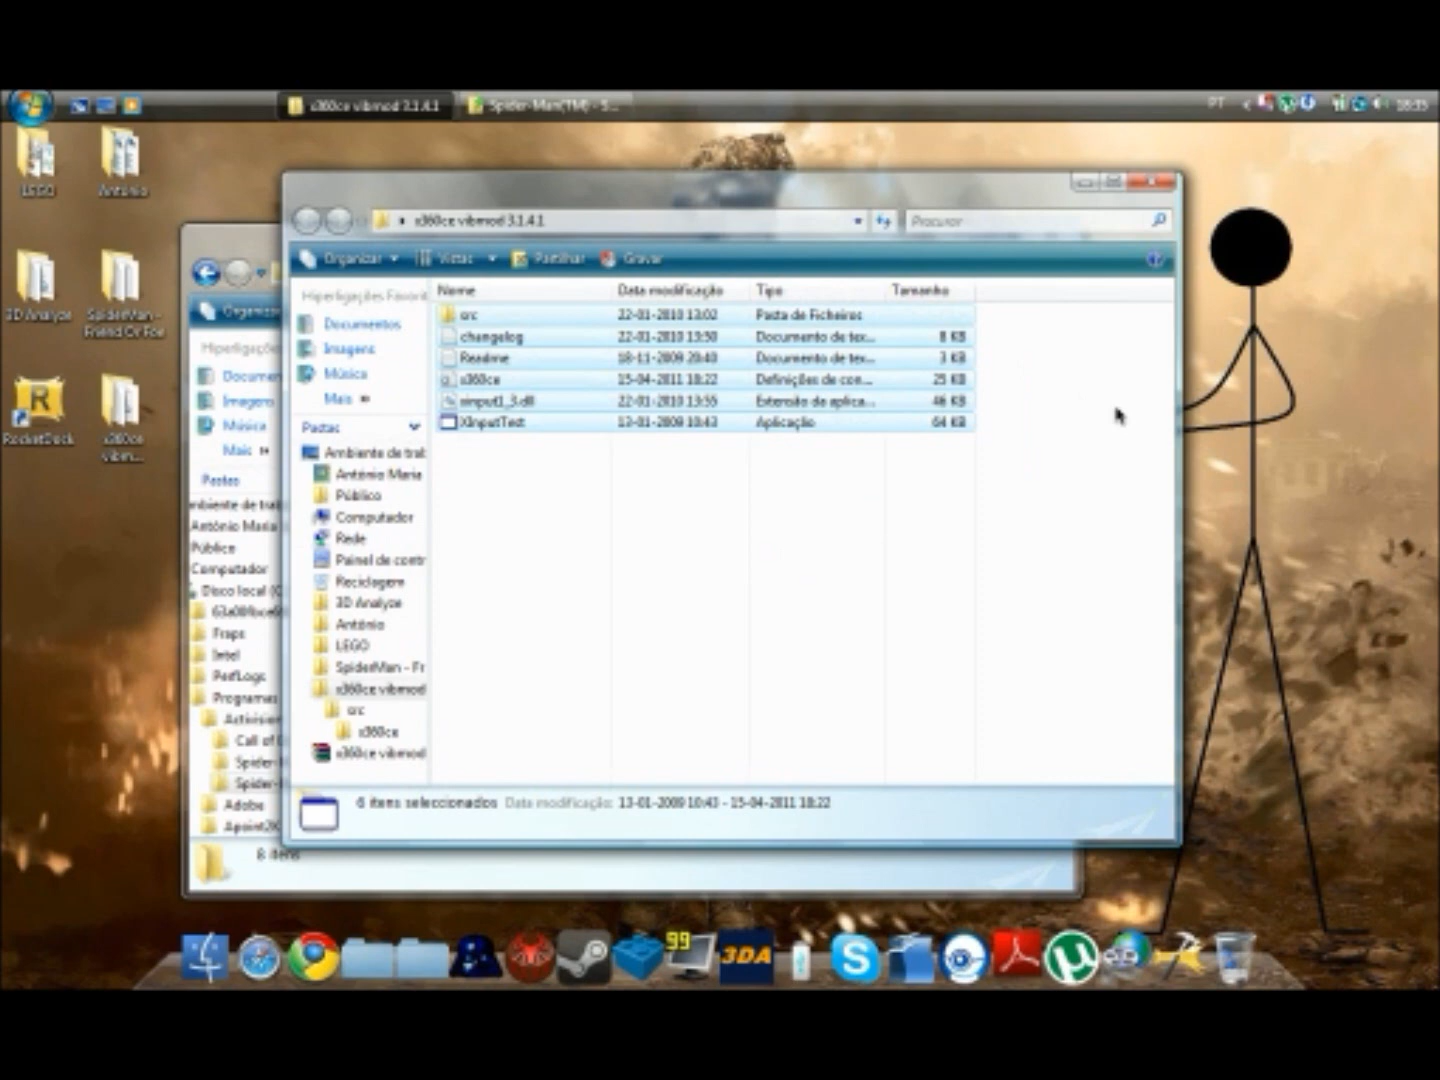 x360ce vibmod 3.1.4.1
Spider-Man(TM) - S...
PT
18:35
LEGO
António
3D Analyze
SpiderMan - Friend Or Foe
RocketDock
x360ce vibm...
x360ce vibmod 3.1.4.1
Procurar
Organizar
Vistas
Partilhar
Gravar
Hiperligações Favorit
Documentos
Imagens
Música
Mais »
Pastas
Ambiente de trab
António Maria
Público
Computador
Rede
Painel de contr
Reciclagem
3D Analyze
António
LEGO
SpiderMan - Fr
x360ce vibmod
src
x360ce
x360ce vibmod
Nome Data modificação Tipo Tamanho
src 22-01-2010 13:02 Pasta de Ficheiros
changelog 22-01-2010 13:50 Documento de tex... 8 KB
Readme 18-11-2009 20:40 Documento de tex... 3 KB
x360ce 15-04-2011 18:22 Definições de con... 25 KB
xinput1_3.dll 22-01-2010 13:55 Extensão da aplica... 46 KB
XInputTest 13-01-2009 10:43 Aplicação 64 KB
6 itens seleccionados Data modificação: 13-01-2009 10:43 - 15-04-2011 18:22
Organizar
Hiperligações
Documen
Imagens
Música
Mais »
Pastas
mbiente de trab
António Maria
Público
Computador
Disco local (C
Fraps
Intel
PerfLogs
Programas
Activision
Call of D
Spider-
Spider-
Adobe
Apoint2K
8 itens
99
3DA